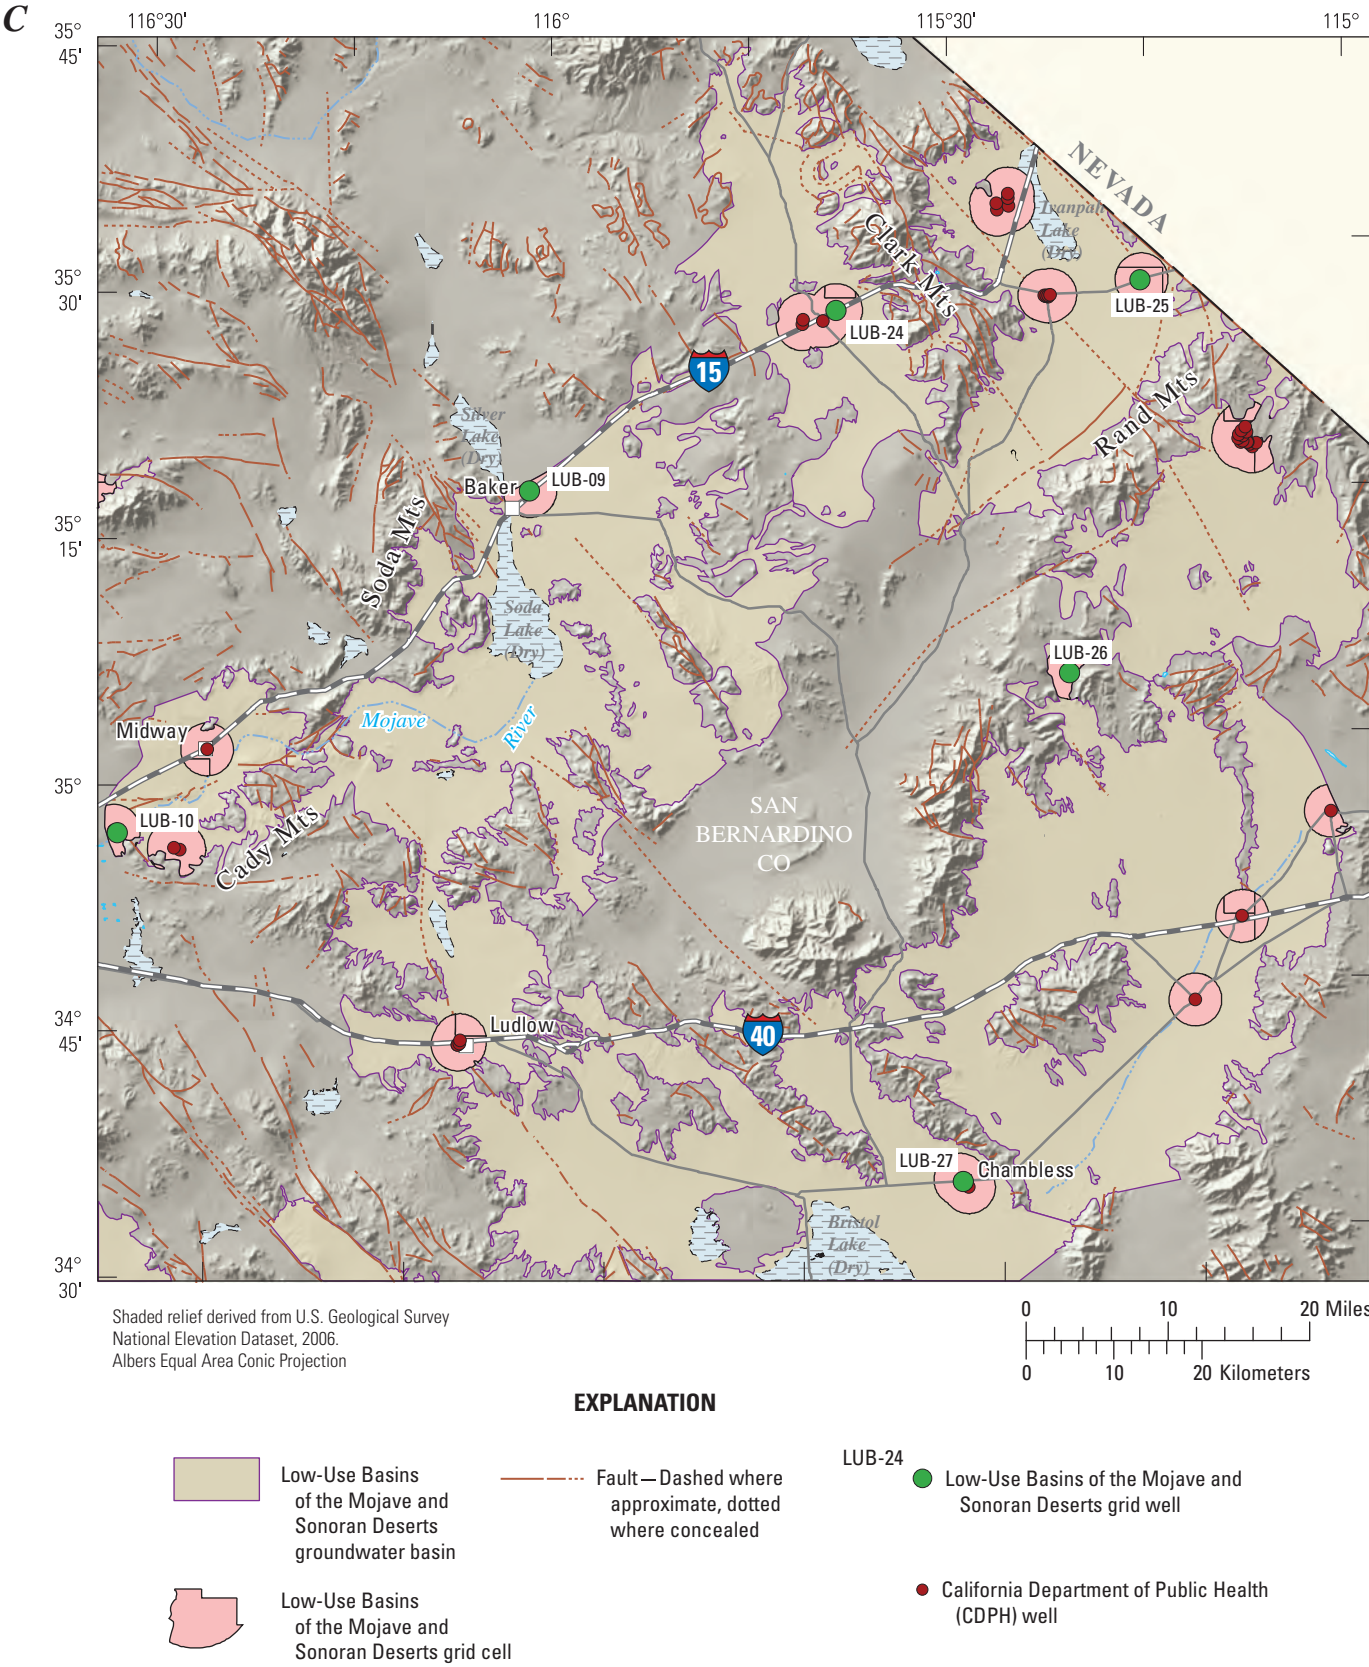 C
116°30'
116°
115°30'
115°
35°
45'
NEVADA
Ivanpah
Lake
(Dry)
Clark Mts
35°
30'
LUB-25
LUB-24
15
Rand Mts
Silver
Lake
(Dry)
Baker
LUB-09
?
35°
15'
Soda Mts
Soda
Lake
(Dry)
LUB-26
Mojave
River
Midway
35°
SAN
BERNARDINO
CO
LUB-10
Cady Mts
34°
45'
Ludlow
40
LUB-27
Chambless
Bristol
Lake
(Dry)
34°
30'
Shaded relief derived from U.S. Geological Survey
National Elevation Dataset, 2006.
Albers Equal Area Conic Projection
0 10 20 Miles
0 10 20 Kilometers
EXPLANATION
Low-Use Basins
of the Mojave and
Sonoran Deserts
groundwater basin
Low-Use Basins
of the Mojave and
Sonoran Deserts grid cell
Fault—Dashed where
approximate, dotted
where concealed
LUB-24
Low-Use Basins of the Mojave and
Sonoran Deserts grid well
California Department of Public Health
(CDPH) well